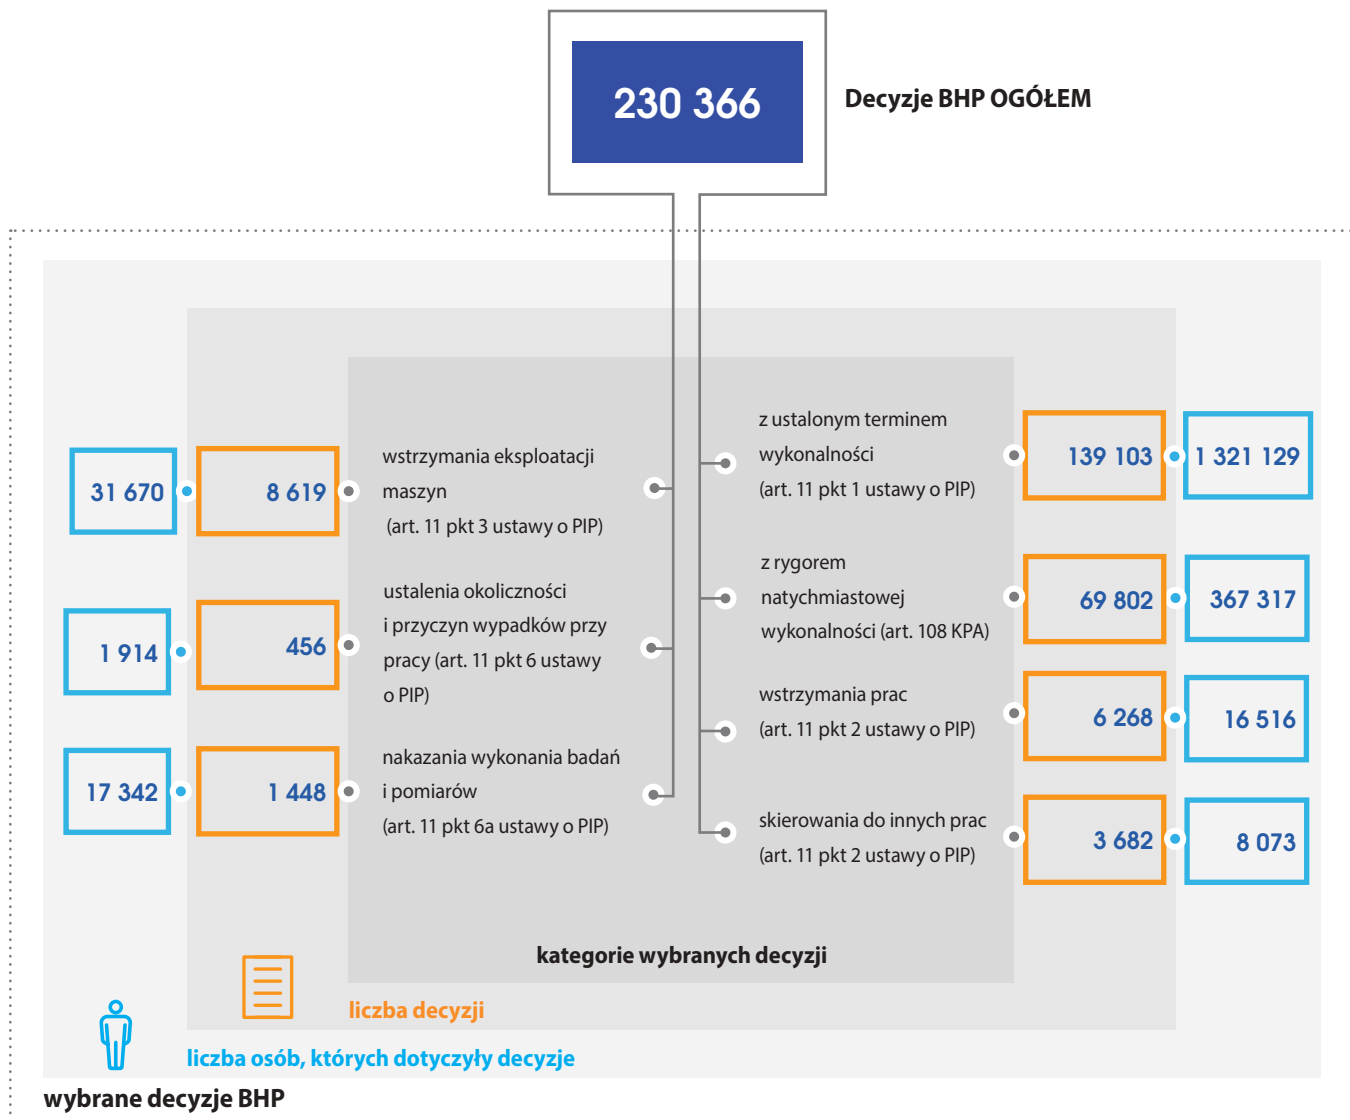 230 366
Decyzje BHP OGÓŁEM
31 670
8 619
wstrzymania eksploatacji
maszyn
(art. 11 pkt 3 ustawy o PIP)
1 914
456
ustalenia okoliczności
i przyczyn wypadków przy
pracy (art. 11 pkt 6 ustawy
o PIP)
17 342
1 448
nakazania wykonania badań
i pomiarów
(art. 11 pkt 6a ustawy o PIP)
z ustalonym terminem
wykonalności
(art. 11 pkt 1 ustawy o PIP)
139 103
1 321 129
z rygorem
natychmiastowej
wykonalności (art. 108 KPA)
69 802
367 317
wstrzymania prac
(art. 11 pkt 2 ustawy o PIP)
6 268
16 516
skierowania do innych prac
(art. 11 pkt 2 ustawy o PIP)
3 682
8 073
kategorie wybranych decyzji
liczba decyzji
liczba osób, których dotyczyły decyzje
wybrane decyzje BHP